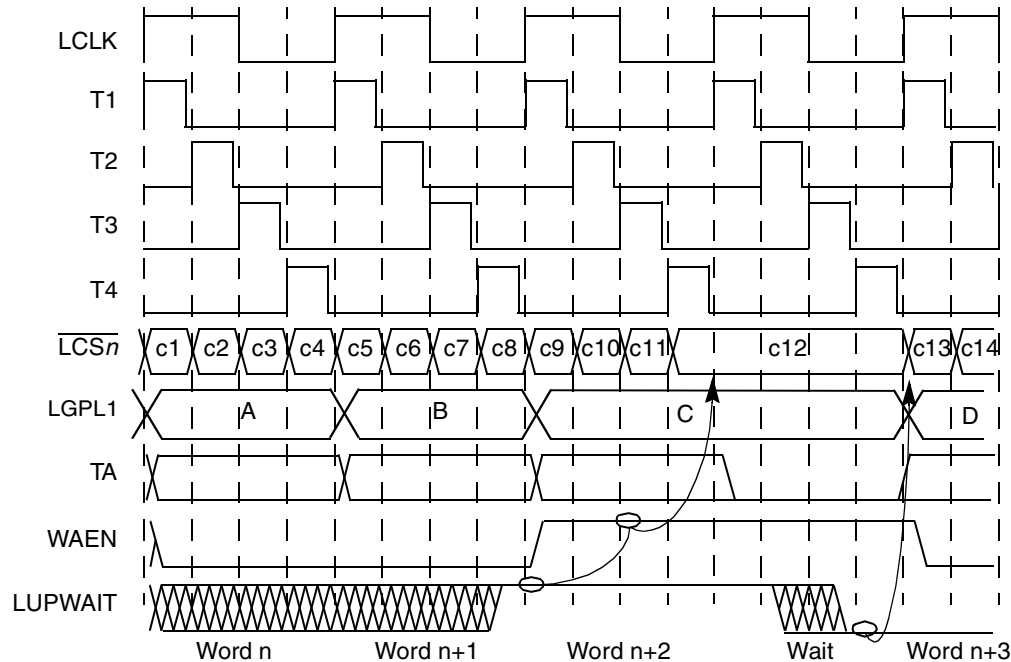 LCLK
T1
T2
T3
T4
LCSn c1 c2 c3 c4 c5 c6 c7 c8 c9 c10 c11 c12 c13 c14
LGPL1 A B C D
TA
WAEN
LUPWAIT
Word n Word n+1 Word n+2 Wait Word n+3